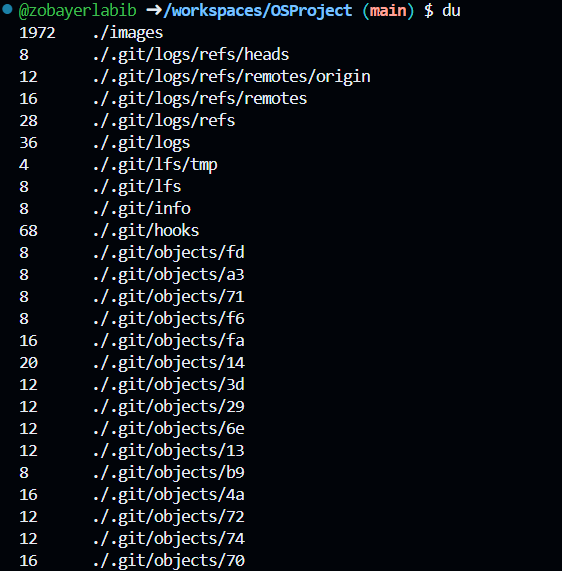 @zobayerlabib ➜/workspaces/OSProject (main) $ du
1972 ./images
8 ./.git/logs/refs/heads
12 ./.git/logs/refs/remotes/origin
16 ./.git/logs/refs/remotes
28 ./.git/logs/refs
36 ./.git/logs
4 ./.git/lfs/tmp
8 ./.git/lfs
8 ./.git/info
68 ./.git/hooks
8 ./.git/objects/fd
8 ./.git/objects/a3
8 ./.git/objects/71
8 ./.git/objects/f6
16 ./.git/objects/fa
20 ./.git/objects/14
12 ./.git/objects/3d
12 ./.git/objects/29
12 ./.git/objects/6e
12 ./.git/objects/13
8 ./.git/objects/b9
16 ./.git/objects/4a
12 ./.git/objects/72
12 ./.git/objects/74
16 ./.git/objects/70